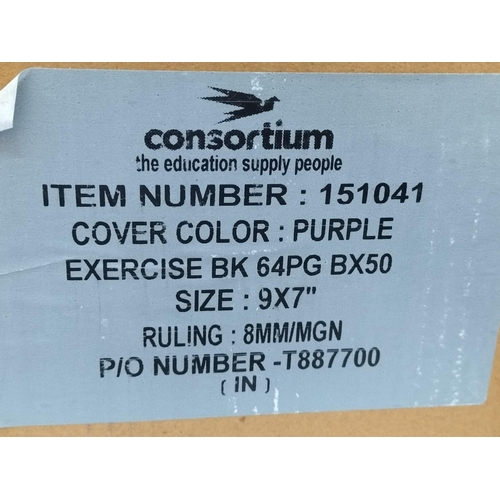 consortium
the education supply people
ITEM NUMBER : 151041
COVER COLOR : PURPLE
EXERCISE BK 64PG BX50
SIZE : 9X7"
RULING : 8MM/MGN
P/O NUMBER -T887700
( IN )